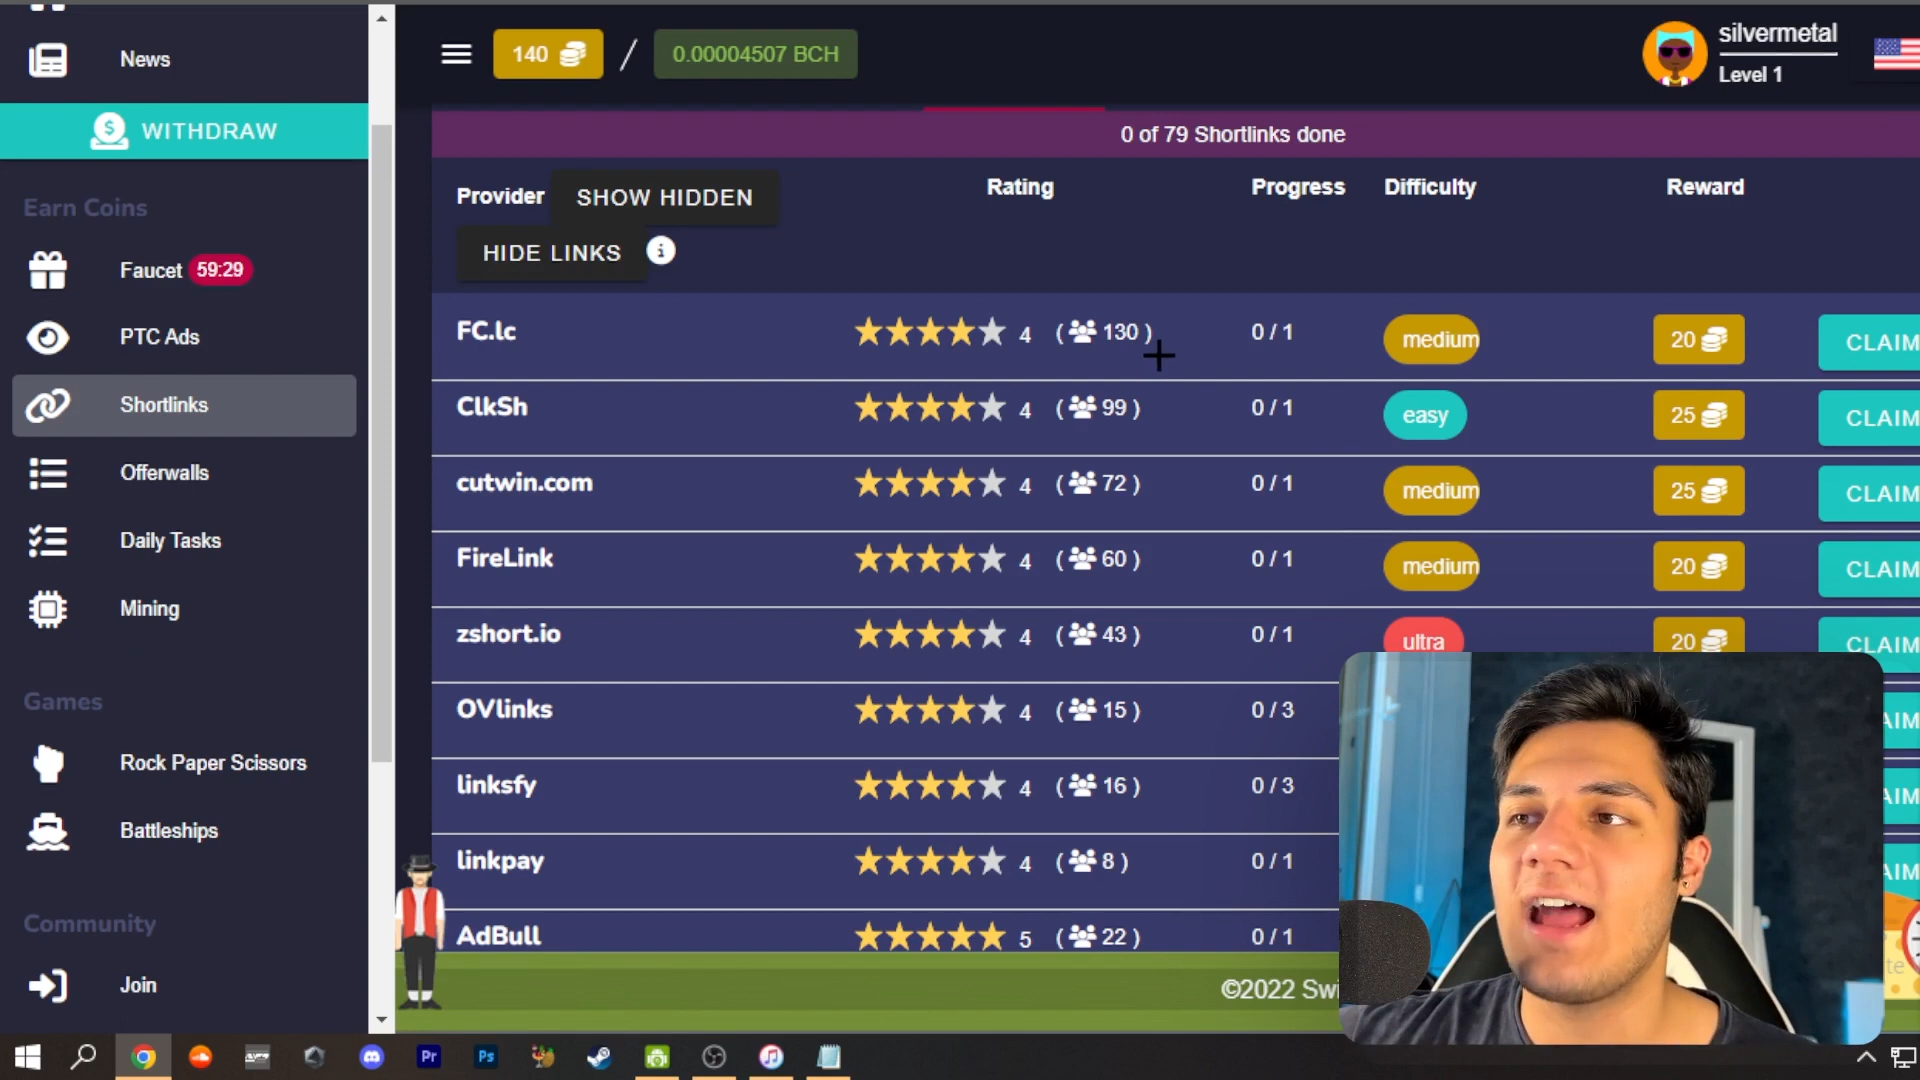 News
WITHDRAW
Earn Coins
Faucet 59:29
PTC Ads
Shortlinks
Offerwalls
Daily Tasks
Mining
Games
Rock Paper Scissors
Battleships
Community
Join
140 / 0.00004507 BCH
silvermetal
Level 1
0 of 79 Shortlinks done
Provider SHOW HIDDEN Rating Progress Difficulty Reward
HIDE LINKS
FC.lc 4 ( 130 ) 0 / 1 medium 20 CLAIM
ClkSh 4 ( 99 ) 0 / 1 easy 25 CLAIM
cutwin.com 4 ( 72 ) 0 / 1 medium 25 CLAIM
FireLink 4 ( 60 ) 0 / 1 medium 20 CLAIM
zshort.io 4 ( 43 ) 0 / 1 ultra 20 CLAIM
OVlinks 4 ( 15 ) 0 / 3 AIM
linksfy 4 ( 16 ) 0 / 3 AIM
linkpay 4 ( 8 ) 0 / 1 AIM
AdBull 5 ( 22 ) 0 / 1
©2022 Swi
Pr Ps